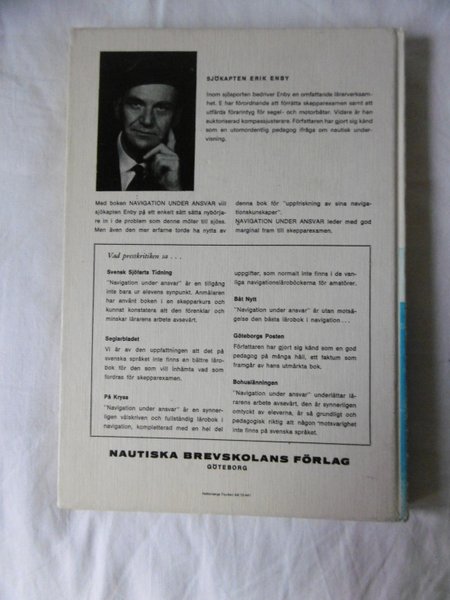 SJÖKAPTEN ERIK ENBY
Inom sjösporten bedriver Enby en omfattande lärarverksam-
het. E har förordnande att förrätta skepparexamen samt att
utfärda förarintyg för segel- och motorbåtar. Vidare är han
auktoriserad kompassjusterare. Författaren har gjort sig känd
som en utomordentlig pedagog ifråga om nautisk under-
visning.
Med boken NAVIGATION UNDER ANSVAR vill
sjökapten Enby på ett enkelt sätt sätta nybörja-
re in i de problem som denne möter till sjöss.
Men även den mer erfarne torde ha nytta av
denna bok för "uppfriskning av sina naviga-
tionskunskaper".
NAVIGATION UNDER ANSVAR leder med god
marginal fram till skepparexamen.
Vad presskritiken sa . . .
Svensk Sjöfarts Tidning
"Navigation under ansvar" är en tillgång
inte bara ur elevens synpunkt. Anmälaren
har använt boken i en skepparkurs och
kunnat konstatera att den förenklar och
minskar lärarens arbete avsevärt.
Seglarbladet
Vi är av den uppfattningen att det på
svenska språket inte finns en bättre läro-
bok för den som vill inhämta vad som
fordras för skepparexamen.
På Kryss
"Navigation under ansvar" är en synner-
ligen välskriven och fullständig lärobok i
navigation, kompletterad med en hel del
uppgifter, som normalt inte finns i de van-
liga navigationsläroböckerna för amatörer.
Båt Nytt
"Navigation under ansvar" är utan motsä-
gelse den bästa lärobok i navigation . . .
Göteborgs Posten
Författaren har gjort sig känd som en god
pedagog på många håll, ett faktum som
framgår av hans utmärkta bok.
Bohusläningen
"Navigation under ansvar" underlättar lä-
rarens arbete avsevärt, den är synnerligen
omtyckt av eleverna, är så grundligt och
pedagogisk riktig att någon motsvarighet
inte finns på svenska språket.
NAUTISKA BREVSKOLANS FÖRLAG
GÖTEBORG